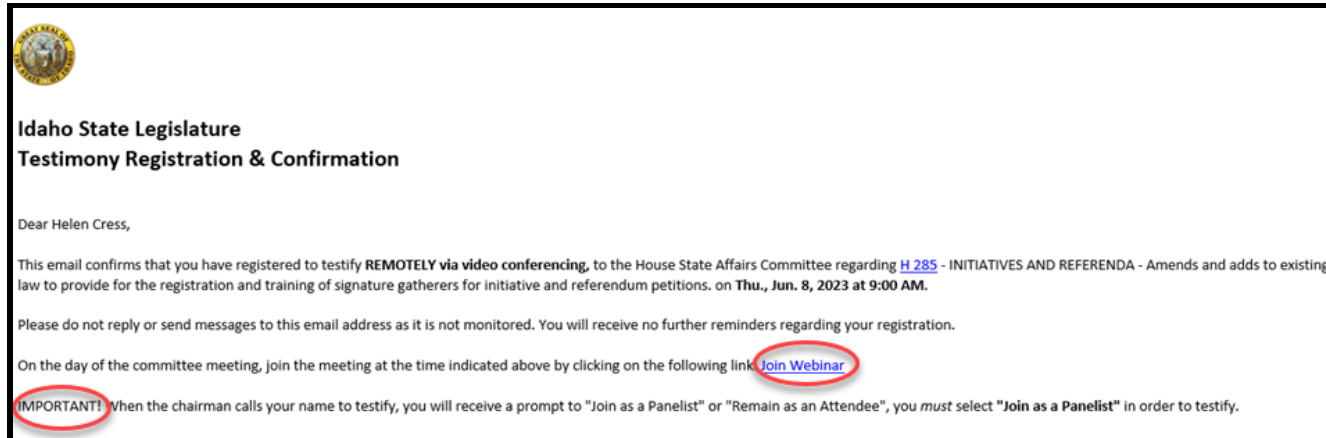 GREAT SEAL OF
THE STATE OF IDAHO
Idaho State Legislature
Testimony Registration & Confirmation
Dear Helen Cress,
This email confirms that you have registered to testify REMOTELY via video conferencing, to the House State Affairs Committee regarding H 285 - INITIATIVES AND REFERENDA - Amends and adds to existing
law to provide for the registration and training of signature gatherers for initiative and referendum petitions. on Thu., Jun. 8, 2023 at 9:00 AM.
Please do not reply or send messages to this email address as it is not monitored. You will receive no further reminders regarding your registration.
On the day of the committee meeting, join the meeting at the time indicated above by clicking on the following link Join Webinar
IMPORTANT! When the chairman calls your name to testify, you will receive a prompt to "Join as a Panelist" or "Remain as an Attendee", you must select "Join as a Panelist" in order to testify.